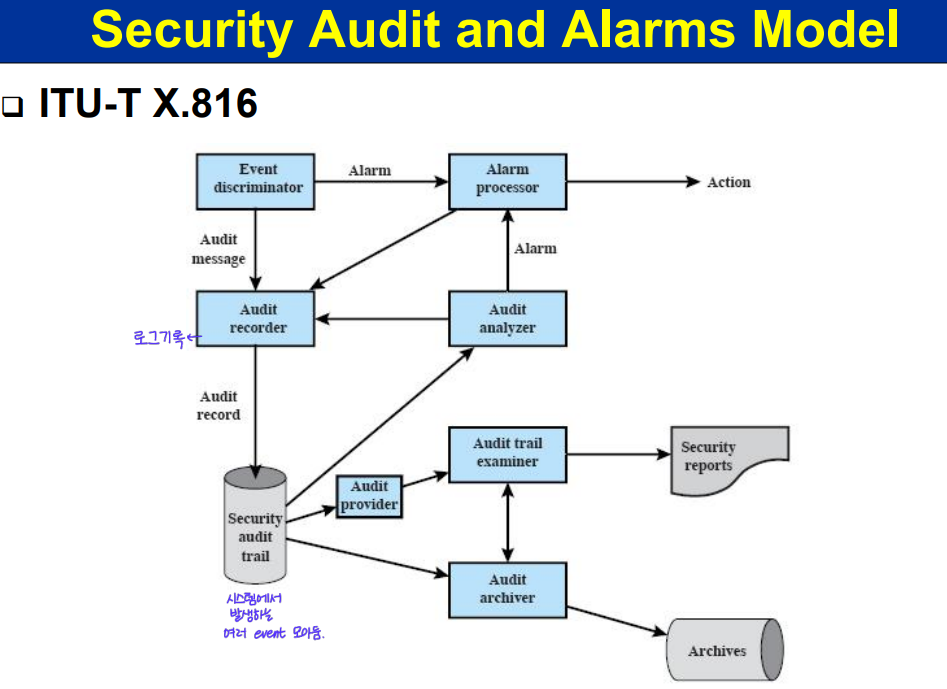 Security Audit and Alarms Model
ITU-T X.816
Event
discriminator
Alarm
Alarm
processor
Action
Audit
message
Alarm
Audit
recorder
Audit
analyzer
로그기록←
Audit
record
Audit trail
examiner
Security
reports
Audit
provider
Security
audit
trail
Audit
archiver
시스템에서
발생하는
여러 event 모아둠.
Archives